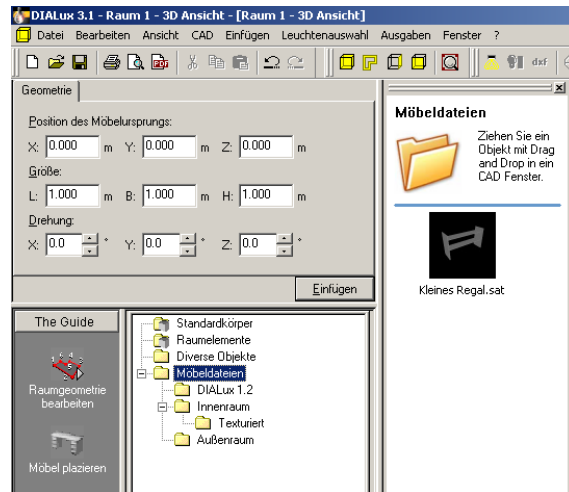 DIALux 3.1 - Raum 1 - 3D Ansicht - [Raum 1 - 3D Ansicht]
Datei Bearbeiten Ansicht CAD Einfügen Leuchtenauswahl Ausgaben Fenster ?
PDF dxf
Geometrie
Position des Möbelursprungs:
X: 0.000 m Y: 0.000 m Z: 0.000 m
Größe:
L: 1.000 m B: 1.000 m H: 1.000 m
Drehung:
X: 0.0 ° Y: 0.0 ° Z: 0.0 °
Einfügen
Möbeldateien
Ziehen Sie ein
Objekt mit Drag
and Drop in ein
CAD Fenster.
Kleines Regal.sat
The Guide
Raumgeometrie
bearbeiten
Möbel plazieren
Standardkörper
Raumelemente
Diverse Objekte
Möbeldateien
DIALux 1.2
Innenraum
Texturiert
Außenraum